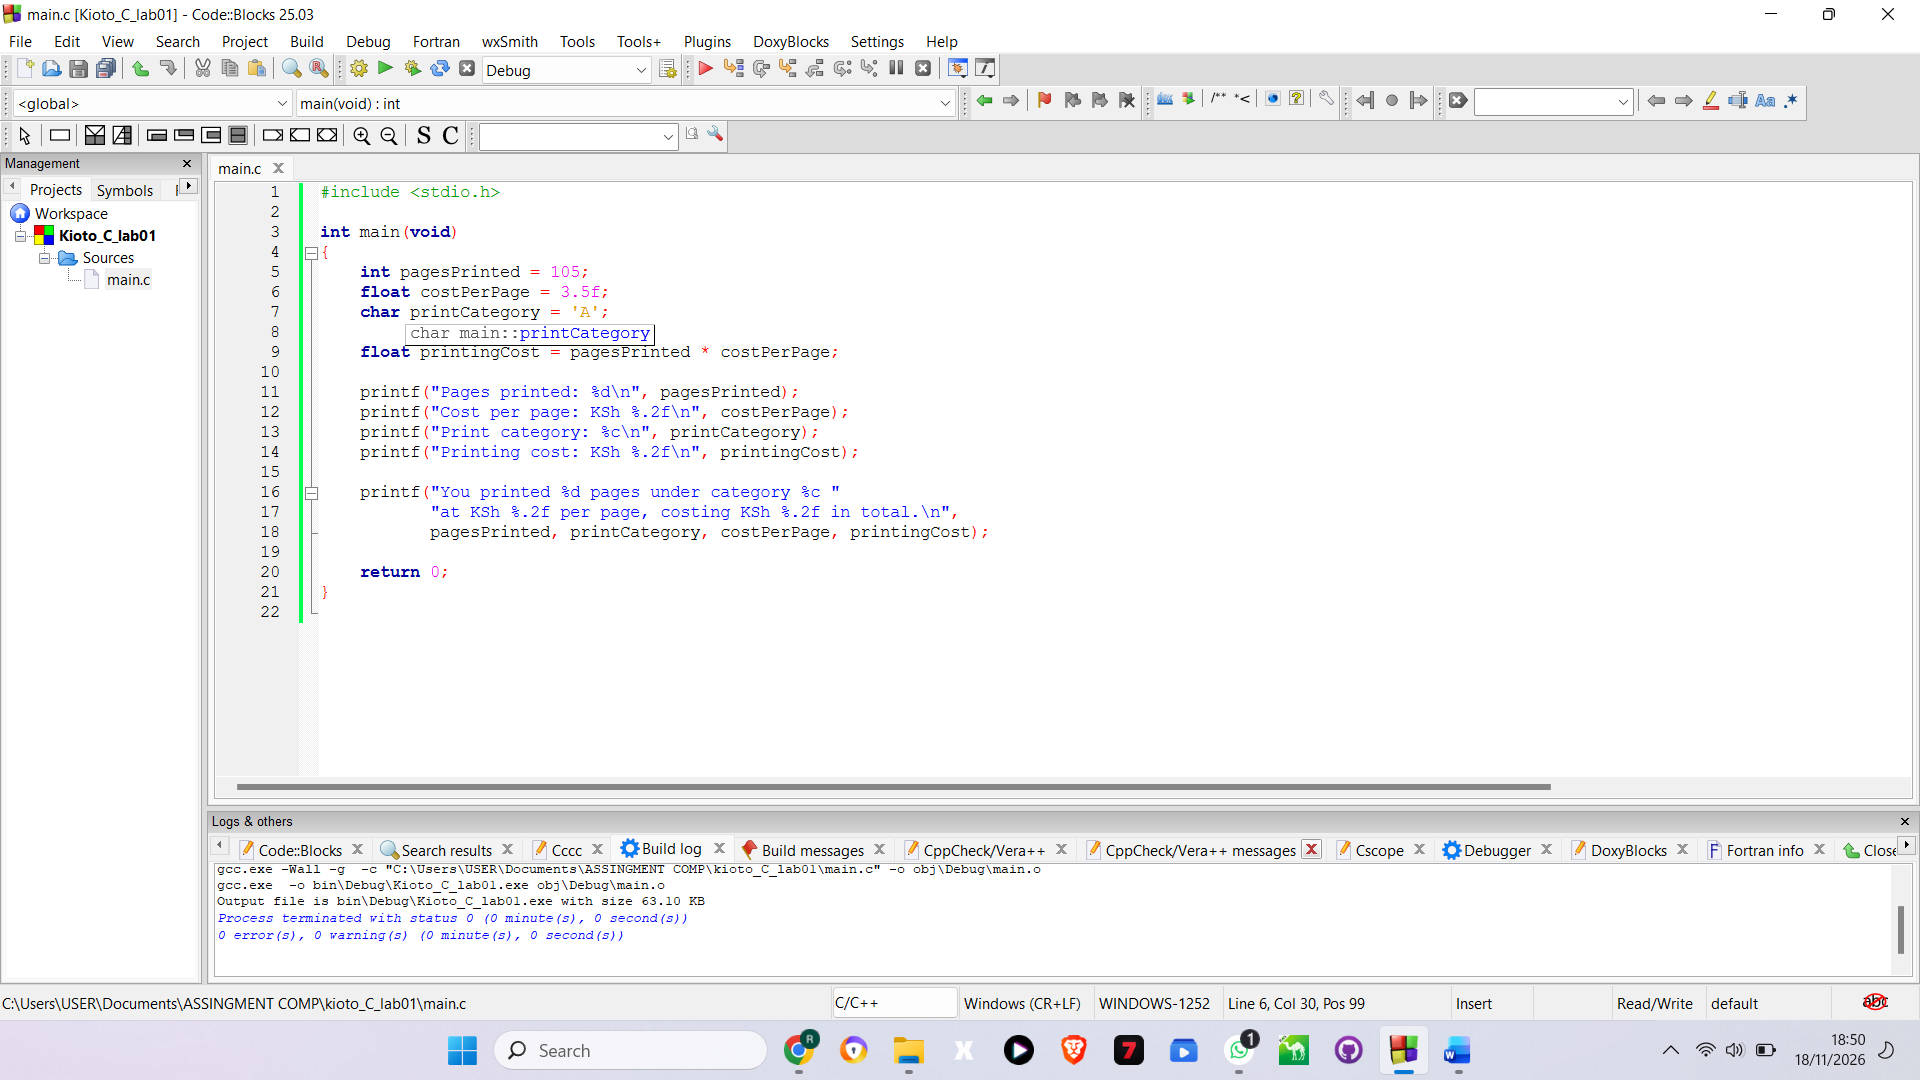 main.c [Kioto_C_lab01] - Code::Blocks 25.03
File Edit View Search Project Build Debug Fortran wxSmith Tools Tools+ Plugins DoxyBlocks Settings Help
Debug
<global> main(void) : int
/** *<
Aa .*
S C
Management
Projects Symbols
Workspace
Kioto_C_lab01
Sources
main.c
main.c
1 #include <stdio.h>
2
3 int main(void)
4 {
5 int pagesPrinted = 105;
6 float costPerPage = 3.5f;
7 char printCategory = 'A';
8 char main::printCategory
9 float printingCost = pagesPrinted * costPerPage;
10
11 printf("Pages printed: %d\n", pagesPrinted);
12 printf("Cost per page: KSh %.2f\n", costPerPage);
13 printf("Print category: %c\n", printCategory);
14 printf("Printing cost: KSh %.2f\n", printingCost);
15
16 printf("You printed %d pages under category %c "
17 "at KSh %.2f per page, costing KSh %.2f in total.\n",
18 pagesPrinted, printCategory, costPerPage, printingCost);
19
20 return 0;
21 }
22
Logs & others
Code::Blocks Search results Cccc Build log Build messages CppCheck/Vera++ CppCheck/Vera++ messages Cscope Debugger DoxyBlocks Fortran info Close
gcc.exe -Wall -g -c "C:\Users\USER\Documents\ASSINGMENT COMP\kioto_C_lab01\main.c" -o obj\Debug\main.o
gcc.exe -o bin\Debug\Kioto_C_lab01.exe obj\Debug\main.o
Output file is bin\Debug\Kioto_C_lab01.exe with size 63.10 KB
Process terminated with status 0 (0 minute(s), 0 second(s))
0 error(s), 0 warning(s) (0 minute(s), 0 second(s))
C:\Users\USER\Documents\ASSINGMENT COMP\kioto_C_lab01\main.c C/C++ Windows (CR+LF) WINDOWS-1252 Line 6, Col 30, Pos 99 Insert Read/Write default abc
Search
R
7
1
W
18:50
18/11/2026